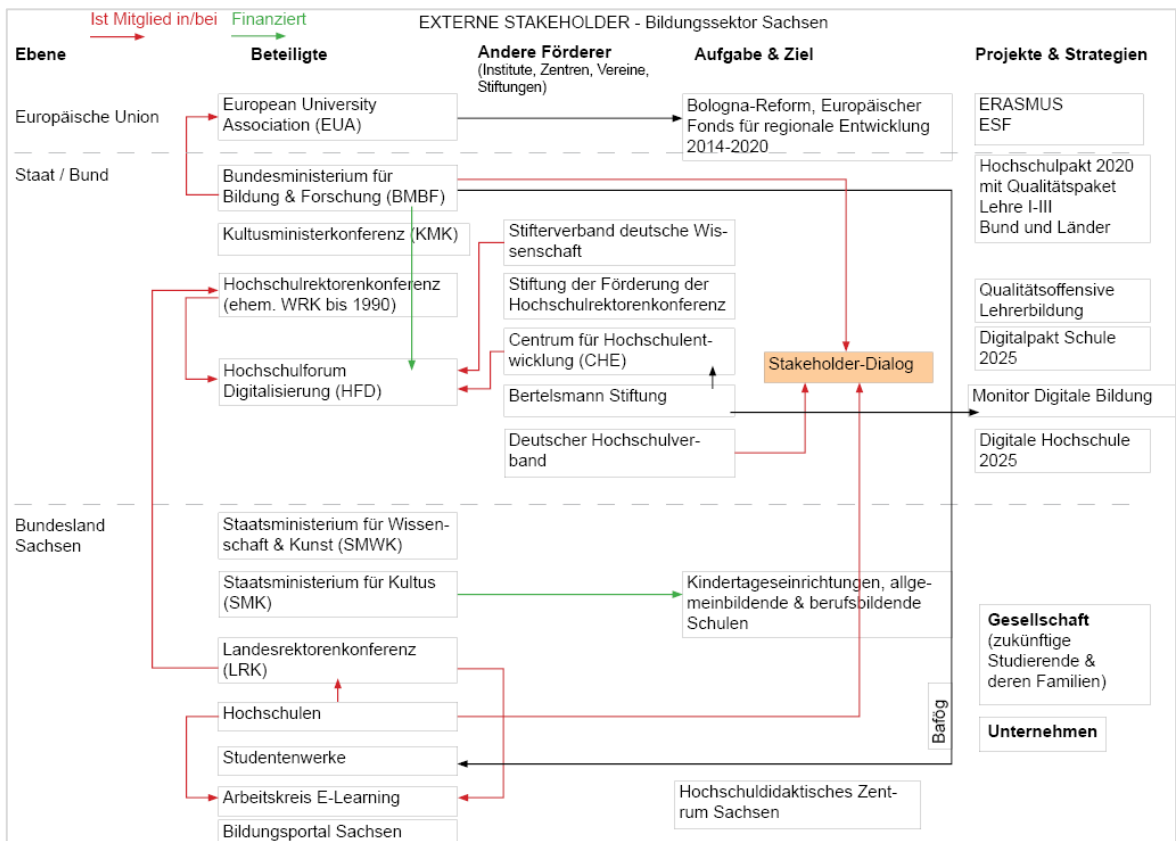 Ist Mitglied in/bei
Finanziert
EXTERNE STAKEHOLDER - Bildungssektor Sachsen
Ebene
Beteiligte
Andere Förderer
(Institute, Zentren, Vereine,
Stiftungen)
Aufgabe & Ziel
Projekte & Strategien
Europäische Union
European University
Association (EUA)
Bologna-Reform, Europäischer
Fonds für regionale Entwicklung
2014-2020
ERASMUS
ESF
Staat / Bund
Bundesministerium für
Bildung & Forschung (BMBF)
Hochschulpakt 2020
mit Qualitätspaket
Lehre I-III
Bund und Länder
Kultusministerkonferenz (KMK)
Stifterverband deutsche Wis-
senschaft
Hochschulrektorenkonferenz
(ehem. WRK bis 1990)
Stiftung der Förderung der
Hochschulrektorenkonferenz
Qualitätsoffensive
Lehrerbildung
Hochschulforum
Digitalisierung (HFD)
Centrum für Hochschulent-
wicklung (CHE)
Stakeholder-Dialog
Digitalpakt Schule
2025
Bertelsmann Stiftung
Monitor Digitale Bildung
Deutscher Hochschulver-
band
Digitale Hochschule
2025
Bundesland
Sachsen
Staatsministerium für Wissen-
schaft & Kunst (SMWK)
Staatsministerium für Kultus
(SMK)
Kindertageseinrichtungen, allge-
meinbildende & berufsbildende
Schulen
Gesellschaft
(zukünftige
Studierende &
deren Familien)
Landesrektorenkonferenz
(LRK)
Hochschulen
Bafög
Unternehmen
Studentenwerke
Arbeitskreis E-Learning
Hochschuldidaktisches Zent-
rum Sachsen
Bildungsportal Sachsen